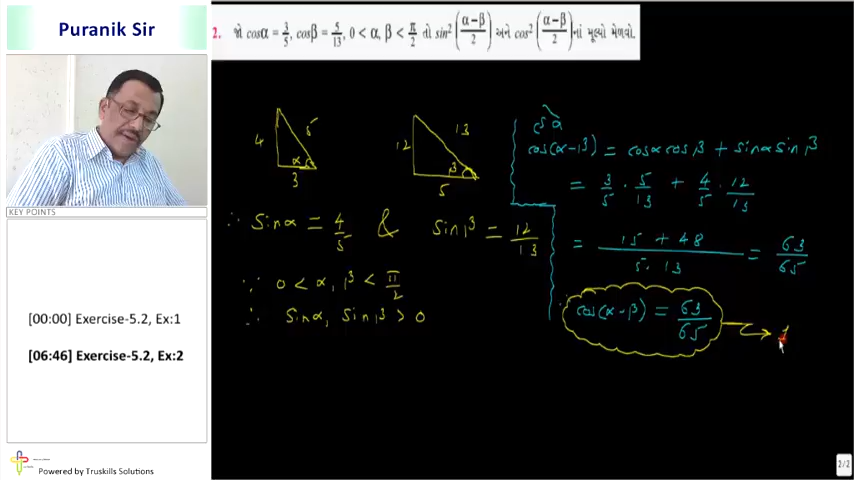 Puranik Sir
KEY POINTS
[00:00] Exercise-5.2, Ex:1
[06:46] Exercise-5.2, Ex:2
Powered by Truskills Solutions
2. જો cosα = 3/5, cosβ = 5/13, 0 < α, β < π/2 તો sin² (α−β/2) અને cos² (α−β/2) નાં મૂલ્યો મેળવો.
4 5 α 3
12 13 β 5
∴ Sinα = 4/5 & Sinβ = 12/13
∵ 0 < α, β < π/2
∴ Sinα, Sinβ > 0
cos(α−β) = cosα cosβ + sinα sinβ
= 3/5 · 5/13 + 4/5 · 12/13
= 15 + 48 / 5. 13 = 63/65
cos(α−β) = 63/65
2/2